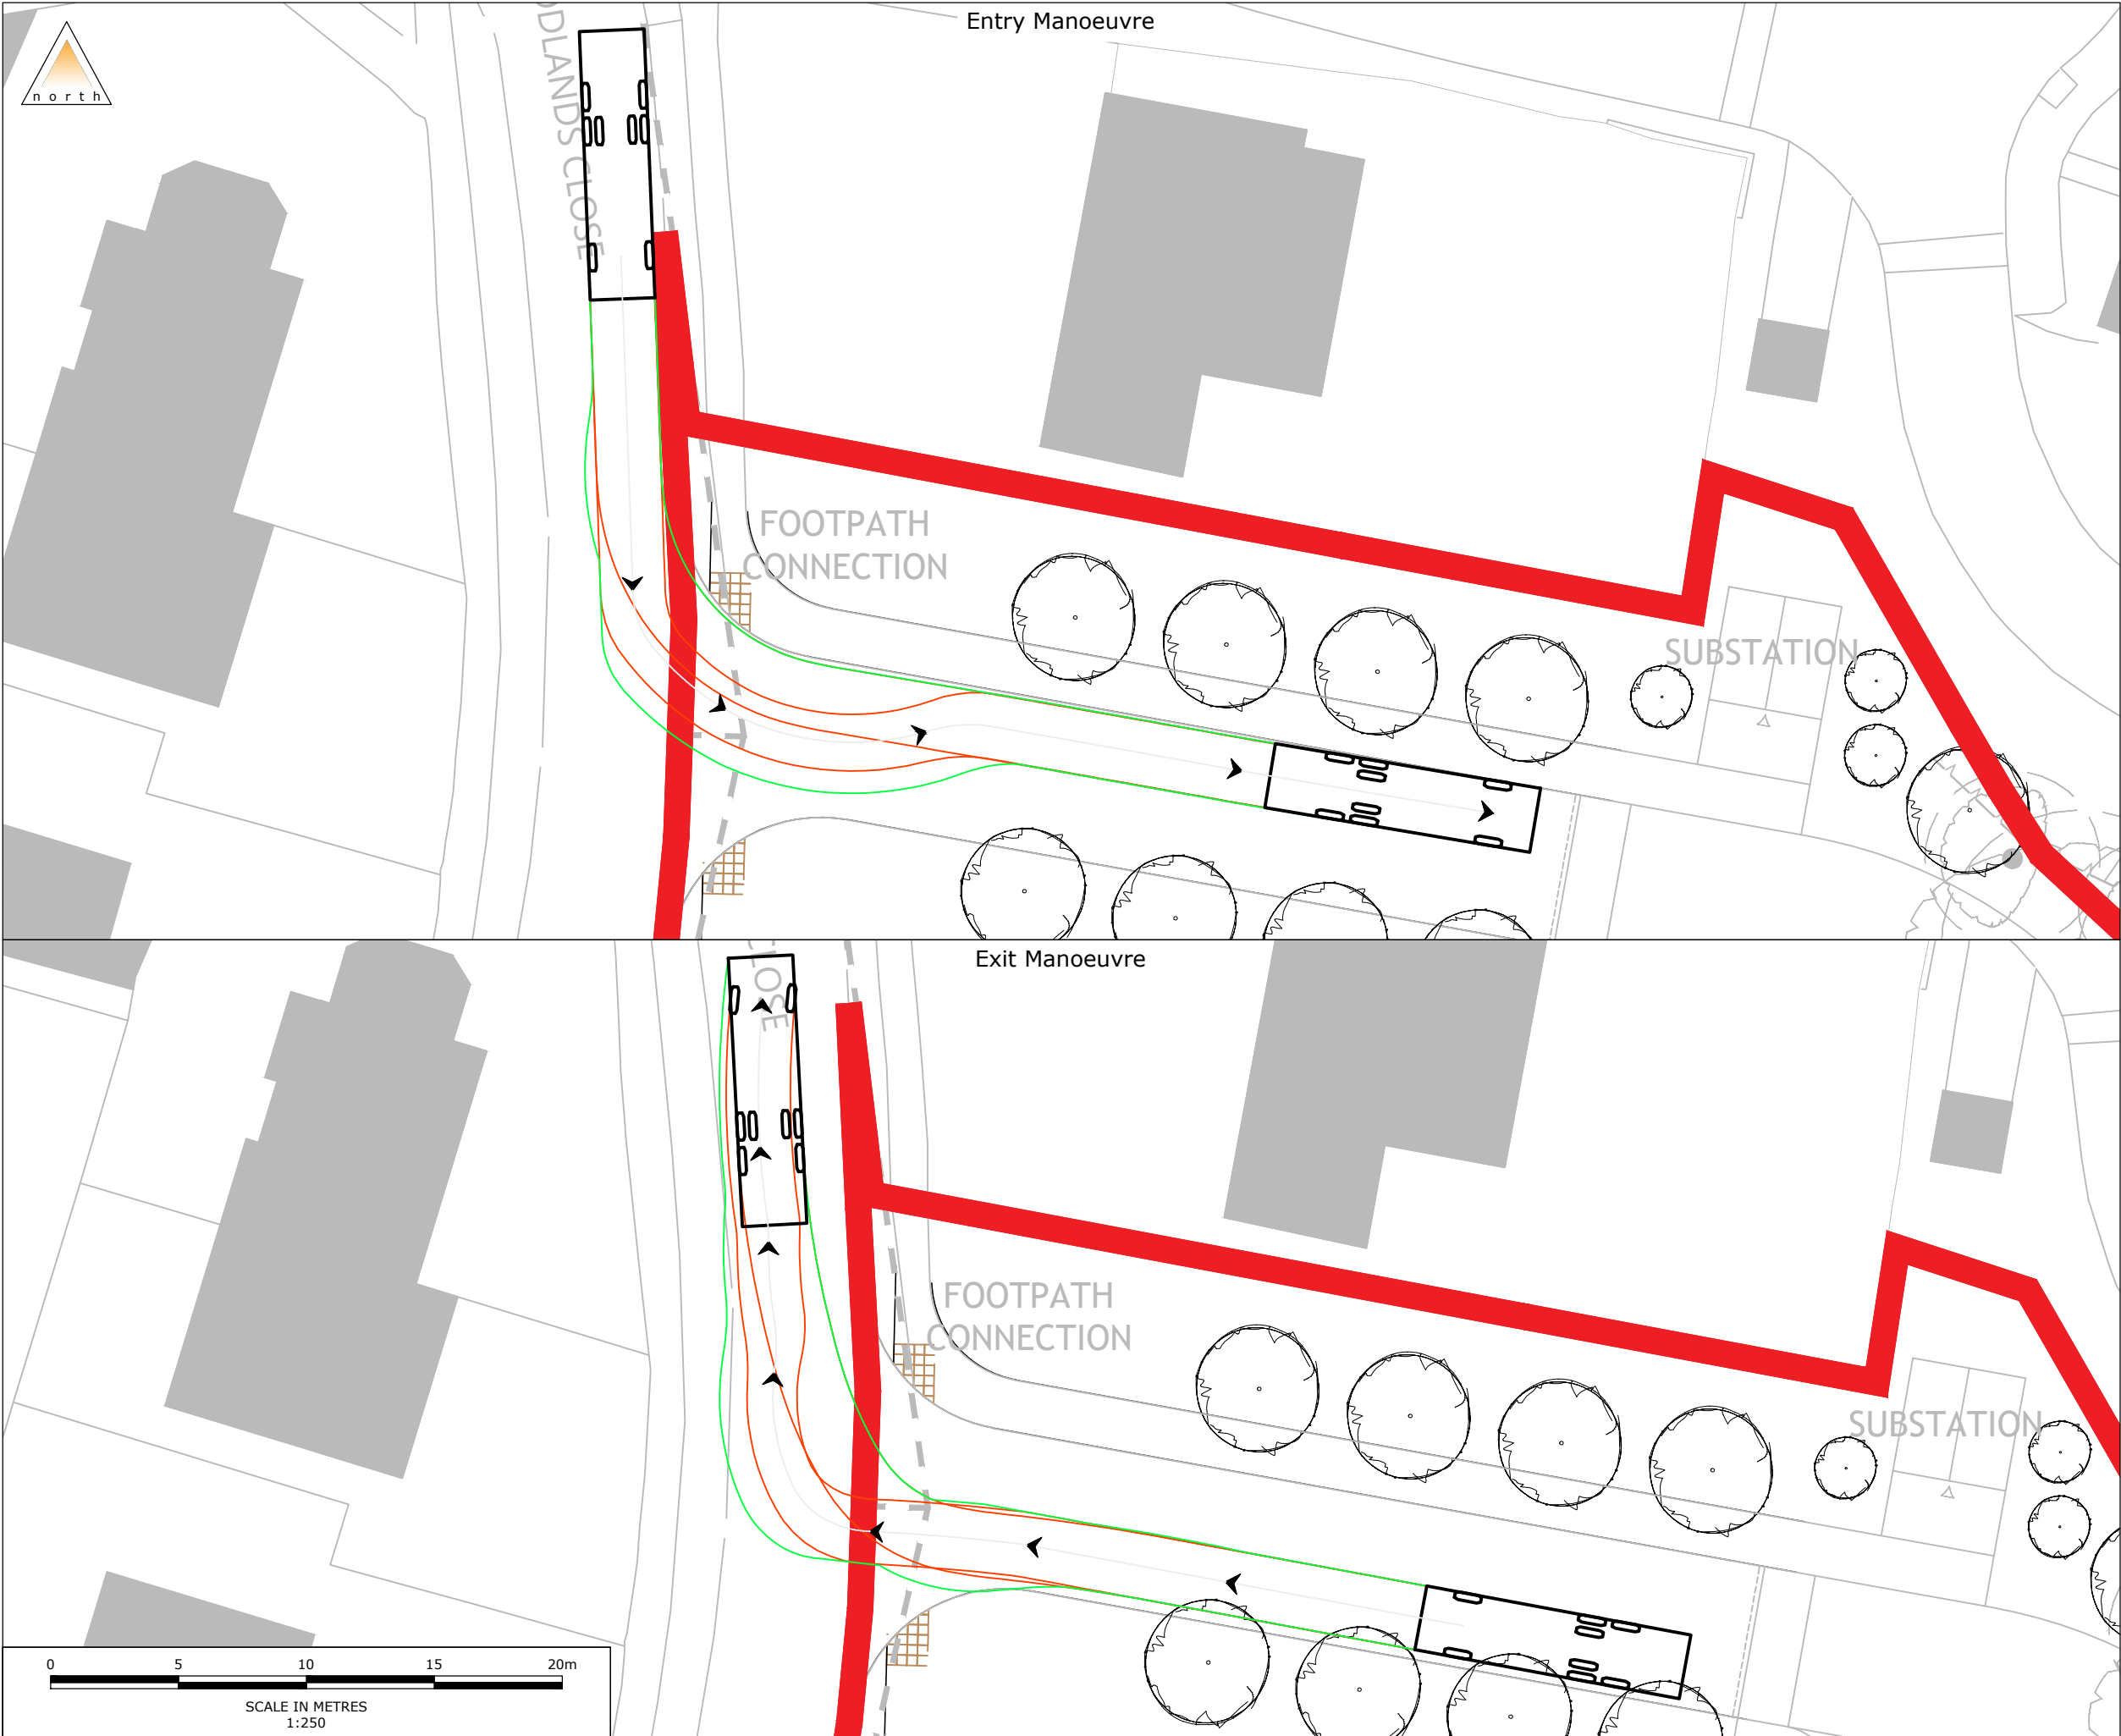 Entry Manoeuvre
north
DLANDS CLOSE
FOOTPATH
CONNECTION
SUBSTATION
Exit Manoeuvre
CLOSE
FOOTPATH
CONNECTION
SUBSTATION
0 5 10 15 20m
SCALE IN METRES
1:250